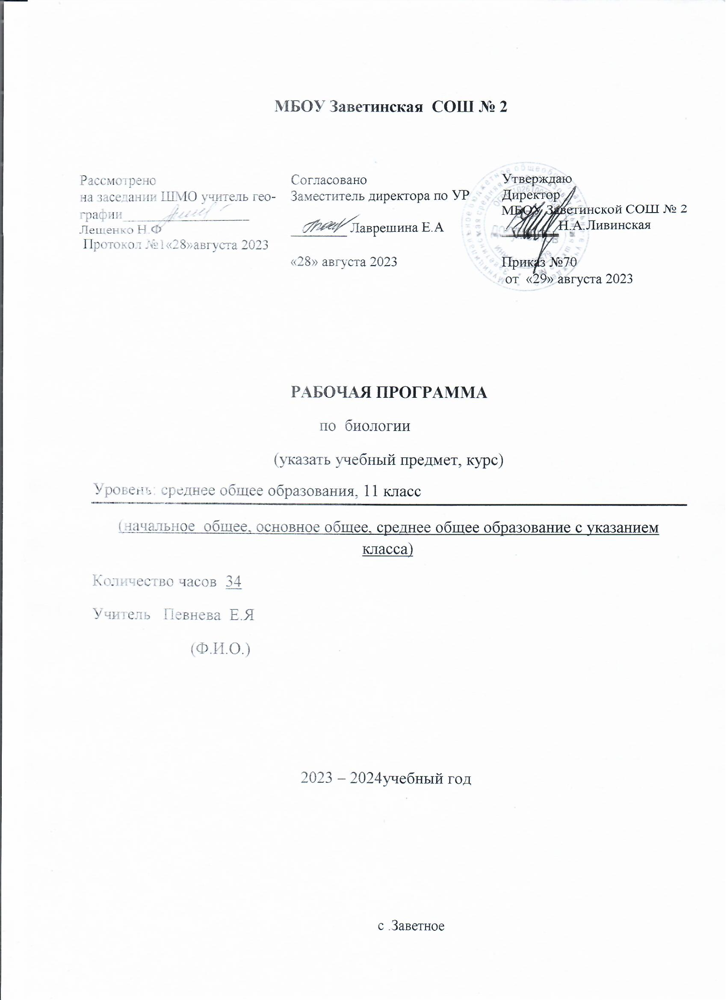 МБОУ Заветинская  СОШ № 2
Рассмотрено
на заседании ШМО учитель гео-
графии
Лещенко Н.Ф
Протокол №1«28»августа 2023
Согласовано
Заместитель директора по УР
Лаврешина Е.А
«28» августа 2023
Утверждаю
Директор
МБОУ Заветинской СОШ № 2
Н.А.Ливинская
Приказ №70
от  «29» августа 2023
РАБОЧАЯ ПРОГРАММА
по  биологии
(указать учебный предмет, курс)
Уровень: среднее общее образования, 11 класс
(начальное  общее, основное общее, среднее общее образование с указанием
класса)
Количество часов  34
Учитель   Певнева  Е.Я
(Ф.И.О.)
2023 – 2024учебный год
с .Заветное